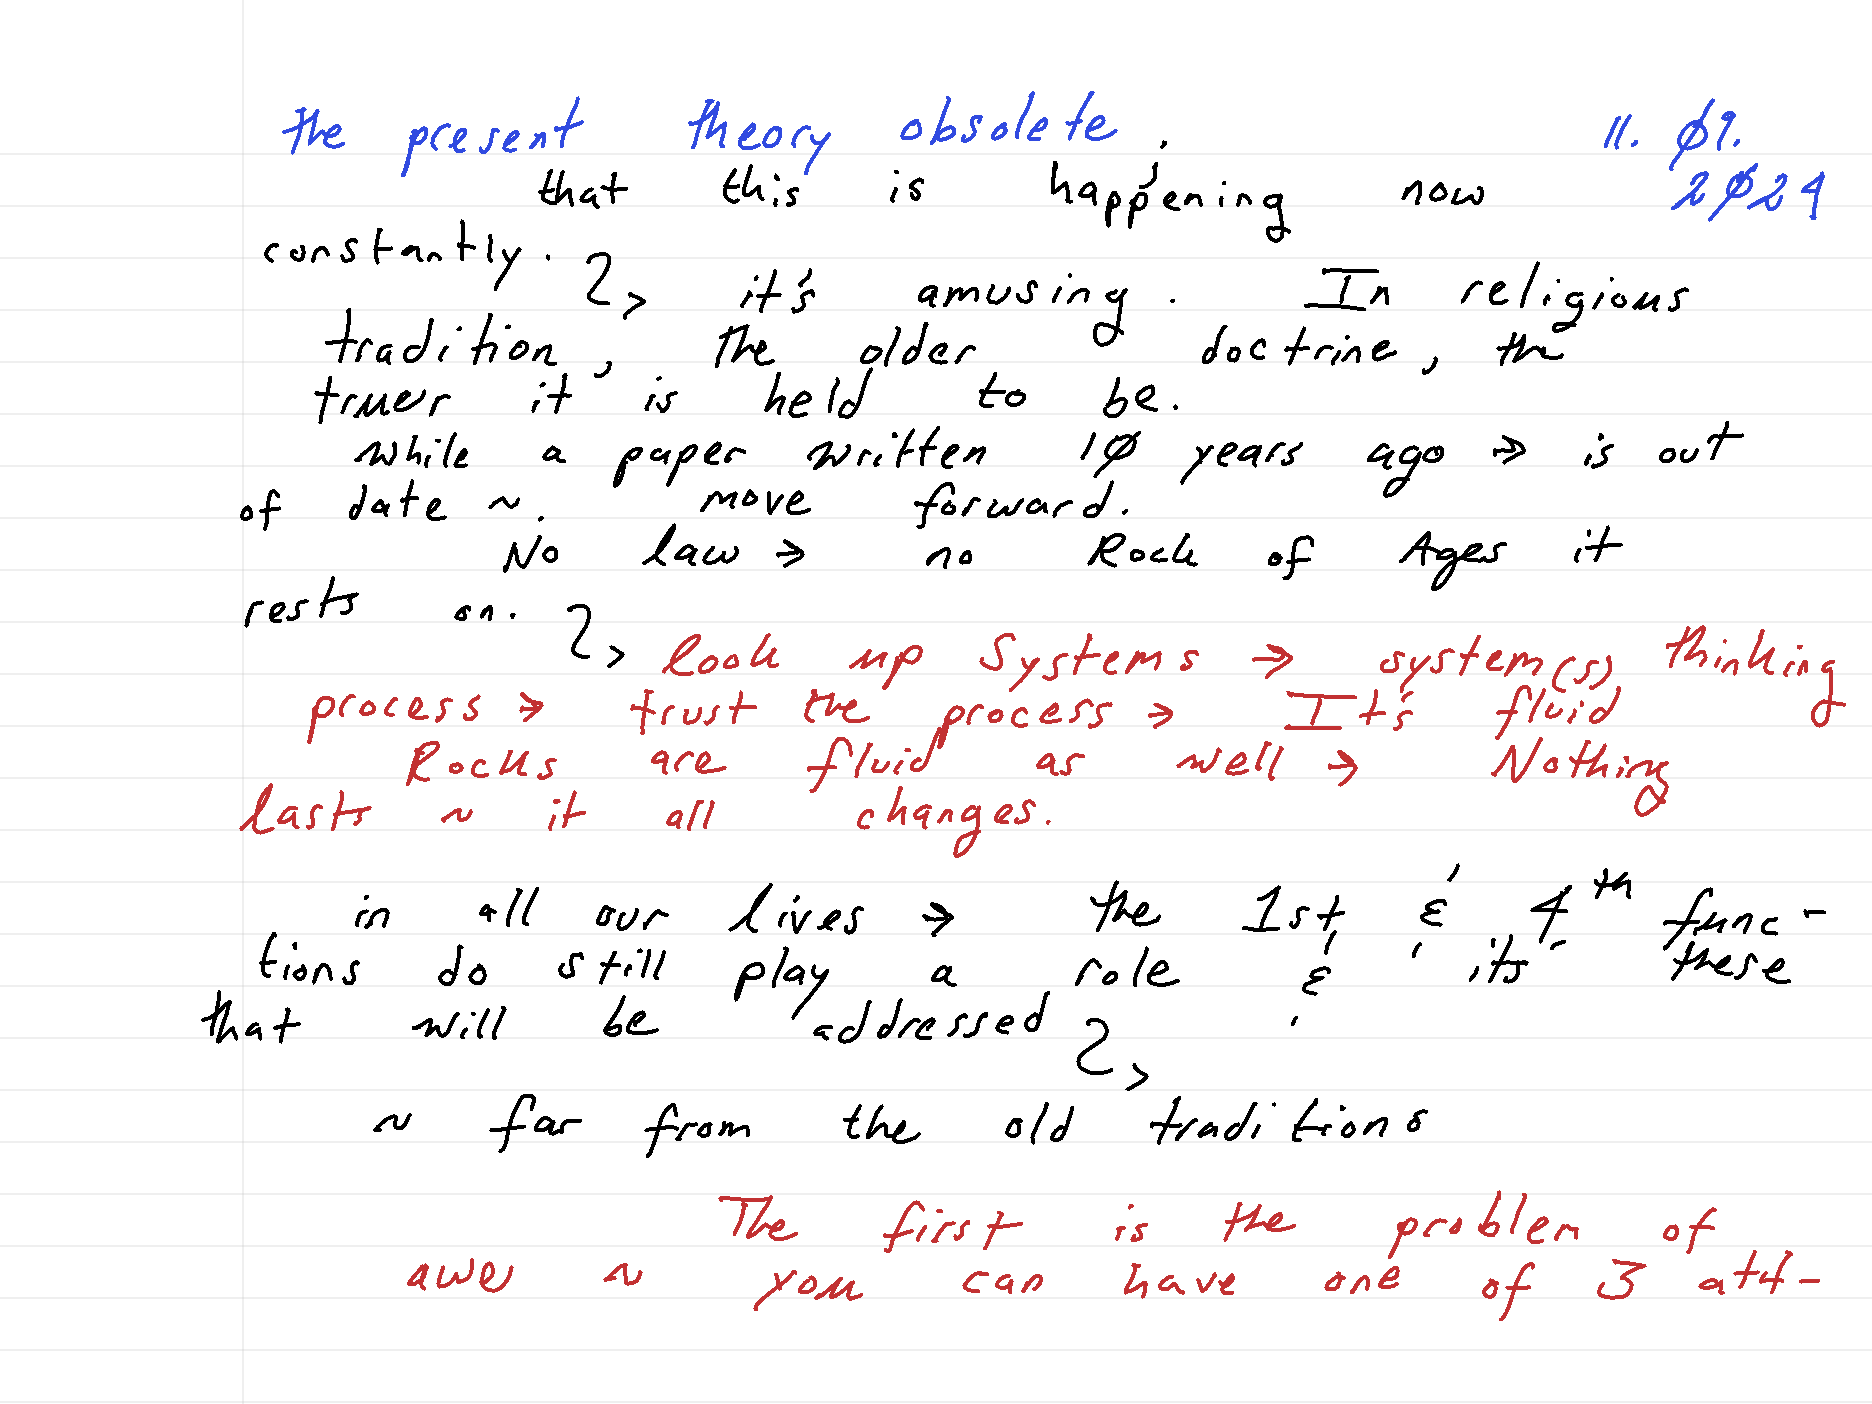 the present theory obsolete. 11. Ø9.
that this is happening now 2Ø24
constantly. it's amusing. In religious
tradition, the older doctrine, the
truer it is held to be.
while a paper written 1Ø years ago → is out
of date ~. move forward.
No law → no Rock of Ages it
rests on.
look up Systems → system(s) thinking
process → trust the process → It's fluid
Rocks are fluid as well → Nothing
lasts ~ it all changes.
in all our lives → the 1st & 4th func-
tions do still play a role & its these
that will be addressed
~ far from the old traditions
The first is the problem of
awe ~ you can have one of 3 atti-